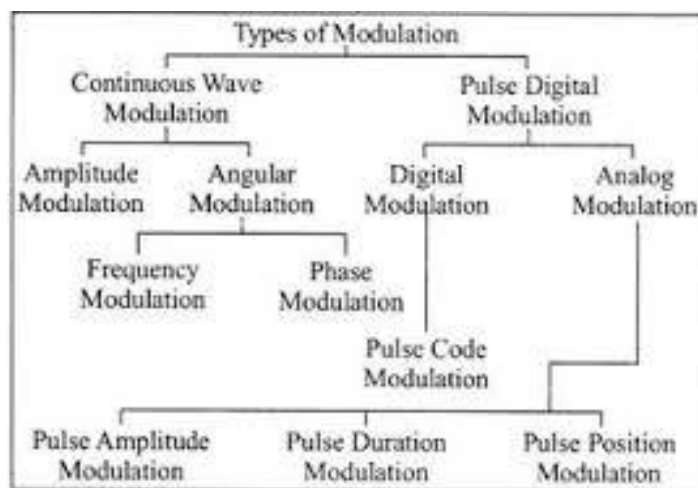 Types of Modulation
Continuous Wave
Modulation
Pulse Digital
Modulation
Amplitude
Modulation
Angular
Modulation
Digital
Modulation
Analog
Modulation
Frequency
Modulation
Phase
Modulation
Pulse Code
Modulation
Pulse Amplitude
Modulation
Pulse Duration
Modulation
Pulse Position
Modulation